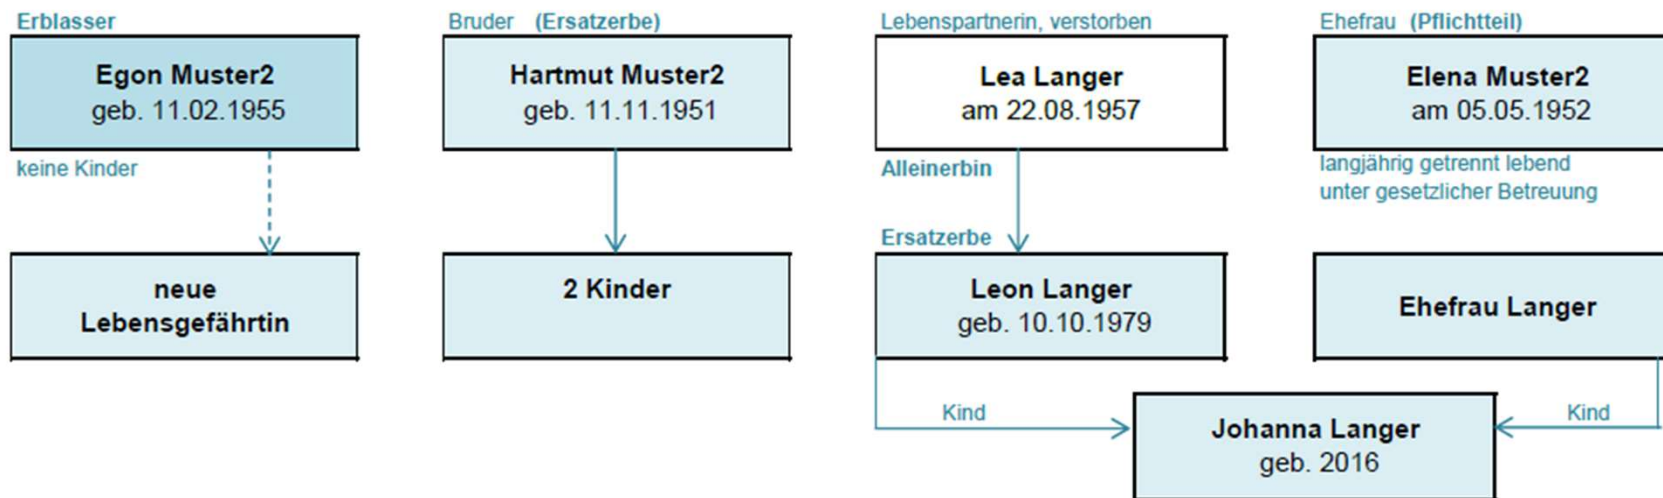 Erblasser
Egon Muster2
geb. 11.02.1955
keine Kinder
neue
Lebensgefährtin
Bruder (Ersatzerbe)
Hartmut Muster2
geb. 11.11.1951
2 Kinder
Lebenspartnerin, verstorben
Lea Langer
am 22.08.1957
Alleinerbin
Ersatzerbe
Leon Langer
geb. 10.10.1979
Ehefrau (Pflichtteil)
Elena Muster2
am 05.05.1952
langjährig getrennt lebend
unter gesetzlicher Betreuung
Ehefrau Langer
Kind
Johanna Langer
geb. 2016
Kind